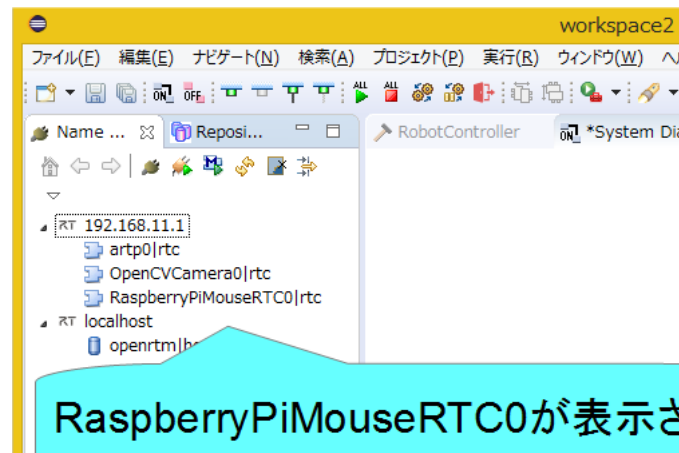 workspace2
ファイル(F) 編集(E) ナビゲート(N) 検索(A) プロジェクト(P) 実行(R) ウィンドウ(W)
ON OFF ALL ALL
Name ... Reposi... RobotController ON *System Dia
RT 192.168.11.1
artp0|rtc
OpenCVCamera0|rtc
RaspberryPiMouseRTC0|rtc
RT localhost
RaspberryPiMouseRTC0が表示さ